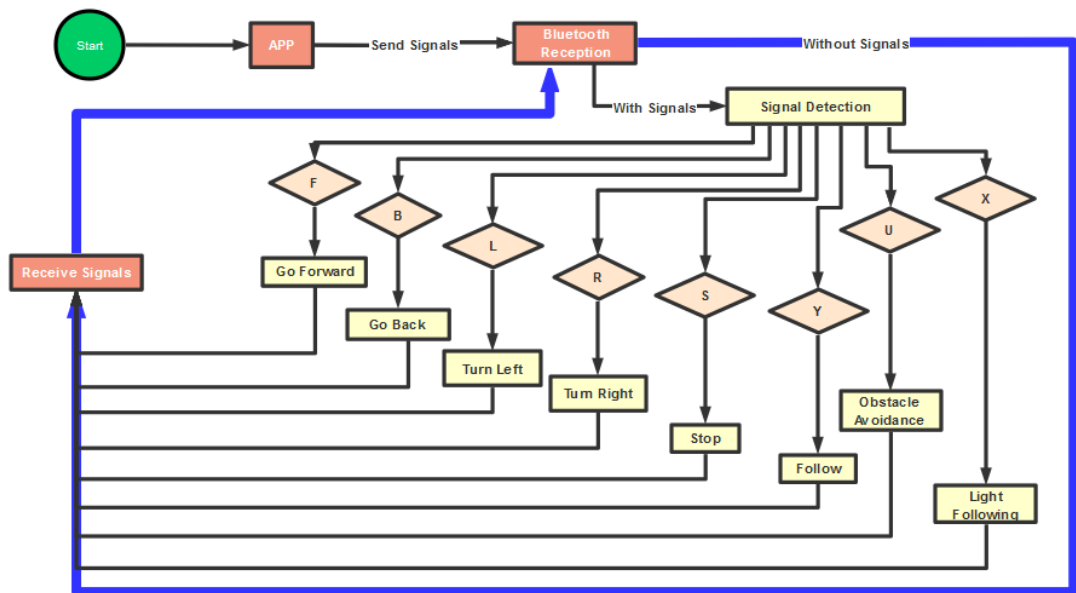 Start
APP
Send Signals
Bluetooth
Reception
Without Signals
With Signals
Signal Detection
F
B
L
R
S
Y
U
X
Receive Signals
Go Forward
Go Back
Turn Left
Turn Right
Stop
Follow
Obstacle
Avoidance
Light
Following